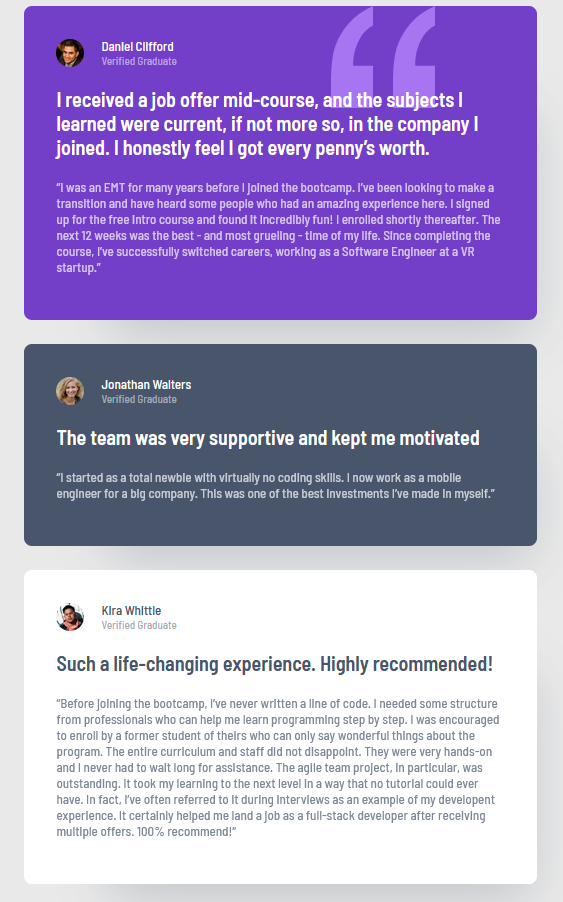 Daniel Clifford
Verified Graduate
I received a job offer mid-course, and the subjects I
learned were current, if not more so, in the company I
joined. I honestly feel I got every penny’s worth.
“I was an EMT for many years before I joined the bootcamp. I’ve been looking to make a
transition and have heard some people who had an amazing experience here. I signed
up for the free intro course and found it incredibly fun! I enrolled shortly thereafter. The
next 12 weeks was the best - and most grueling - time of my life. Since completing the
course, I’ve successfully switched careers, working as a Software Engineer at a VR
startup.”
Jonathan Walters
Verified Graduate
The team was very supportive and kept me motivated
“I started as a total newbie with virtually no coding skills. I now work as a mobile
engineer for a big company. This was one of the best investments I’ve made in myself.”
Kira Whittle
Verified Graduate
Such a life-changing experience. Highly recommended!
“Before joining the bootcamp, I’ve never written a line of code. I needed some structure
from professionals who can help me learn programming step by step. I was encouraged
to enroll by a former student of theirs who can only say wonderful things about the
program. The entire curriculum and staff did not disappoint. They were very hands-on
and I never had to wait long for assistance. The agile team project, in particular, was
outstanding. It took my learning to the next level in a way that no tutorial could ever
have. In fact, I’ve often referred to it during interviews as an example of my developent
experience. It certainly helped me land a job as a full-stack developer after receiving
multiple offers. 100% recommend!”